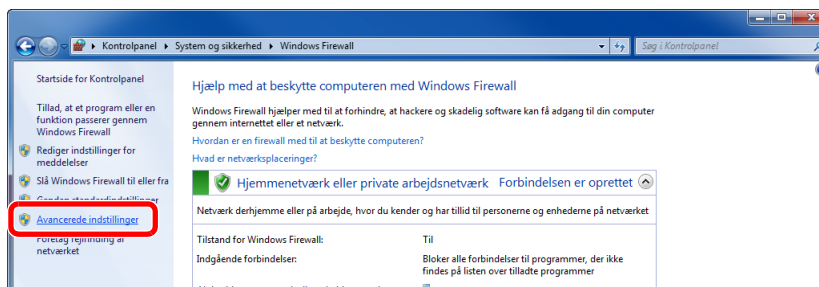 Kontrolpanel ▸ System og sikkerhed ▸ Windows Firewall
Søg i Kontrolpanel
Startside for Kontrolpanel
Tillad, at et program eller en
funktion passerer gennem
Windows Firewall
Rediger indstillinger for
meddelelser
Slå Windows Firewall til eller fra
Gendan standardindstillinger
Avancerede indstillinger
Foretag fejlfinding af
netværket
Hjælp med at beskytte computeren med Windows Firewall
Windows Firewall hjælper med til at forhindre, at hackere og skadelig software kan få adgang til din computer
gennem internettet eller et netværk.
Hvordan er en firewall med til at beskytte computeren?
Hvad er netværksplaceringer?
Hjemmenetværk eller private arbejdsnetværk Forbindelsen er oprettet
Netværk derhjemme eller på arbejde, hvor du kender og har tillid til personerne og enhederne på netværket
Tilstand for Windows Firewall: Til
Indgående forbindelser: Bloker alle forbindelser til programmer, der ikke
findes på listen over tilladte programmer